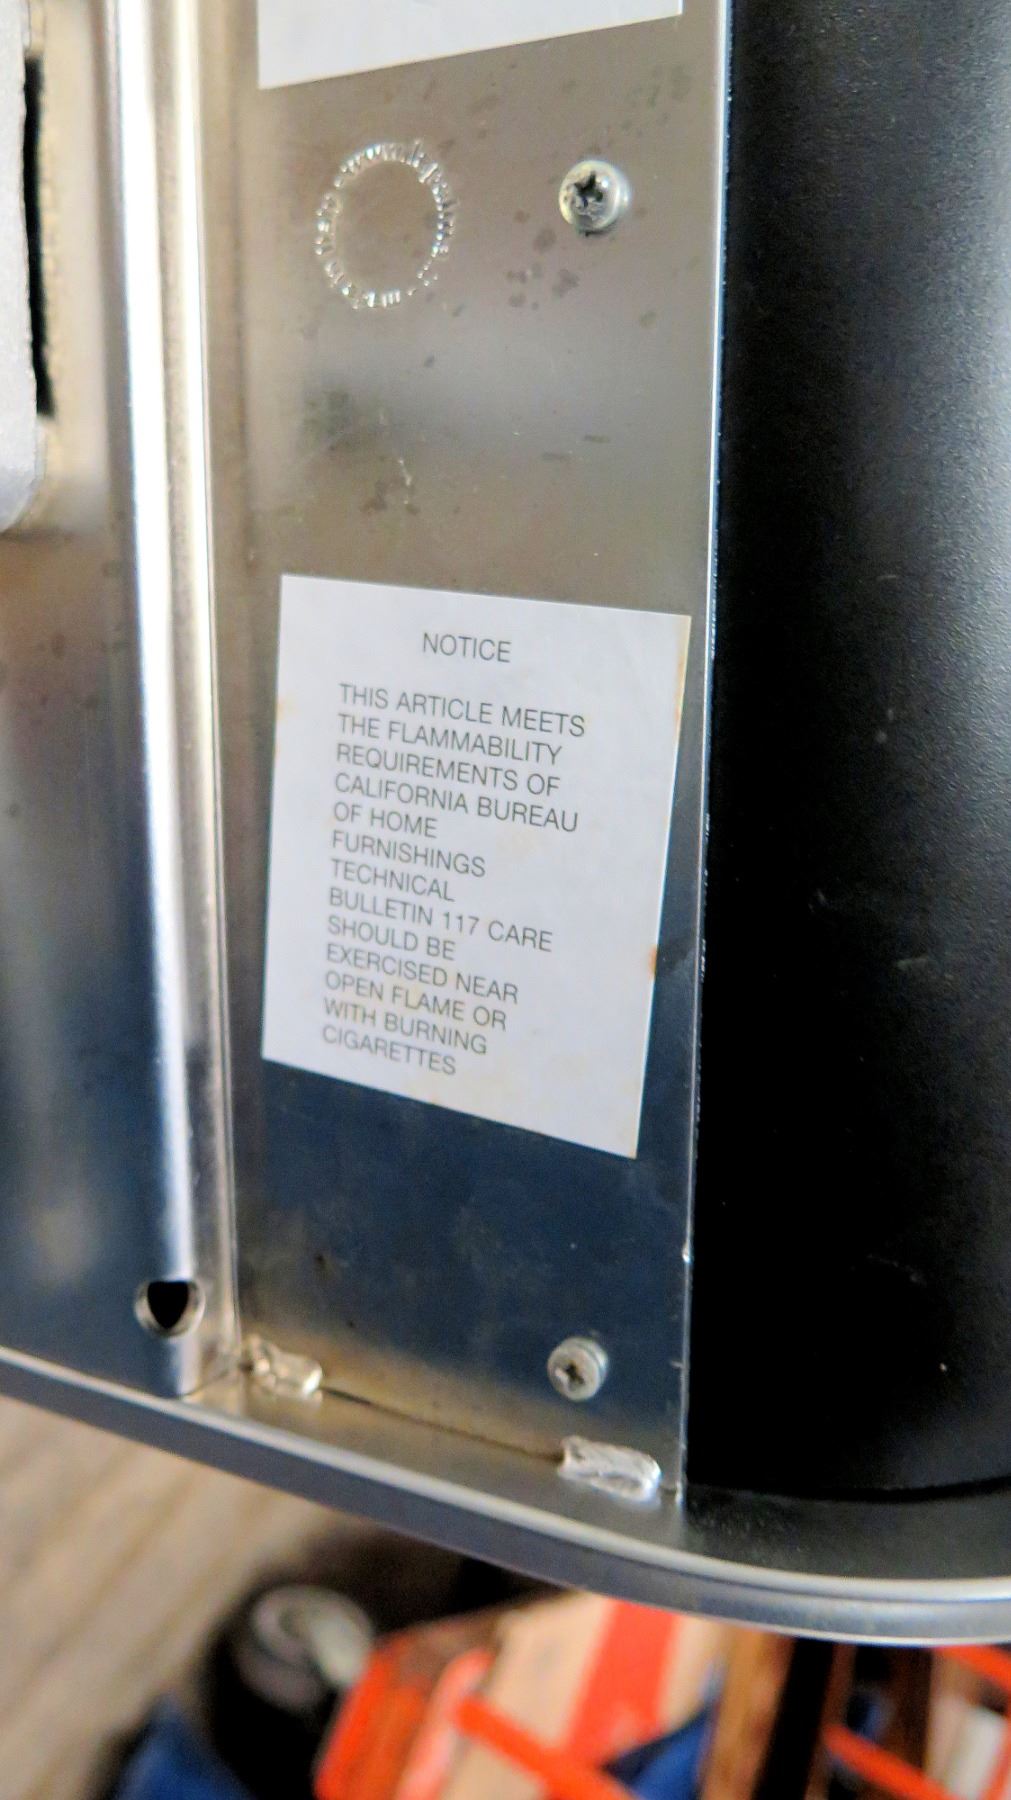 NOTICE
THIS ARTICLE MEETS
THE FLAMMABILITY
REQUIREMENTS OF
CALIFORNIA BUREAU
OF HOME
FURNISHINGS
TECHNICAL
BULLETIN 117 CARE
SHOULD BE
EXERCISED NEAR
OPEN FLAME OR
WITH BURNING
CIGARETTES